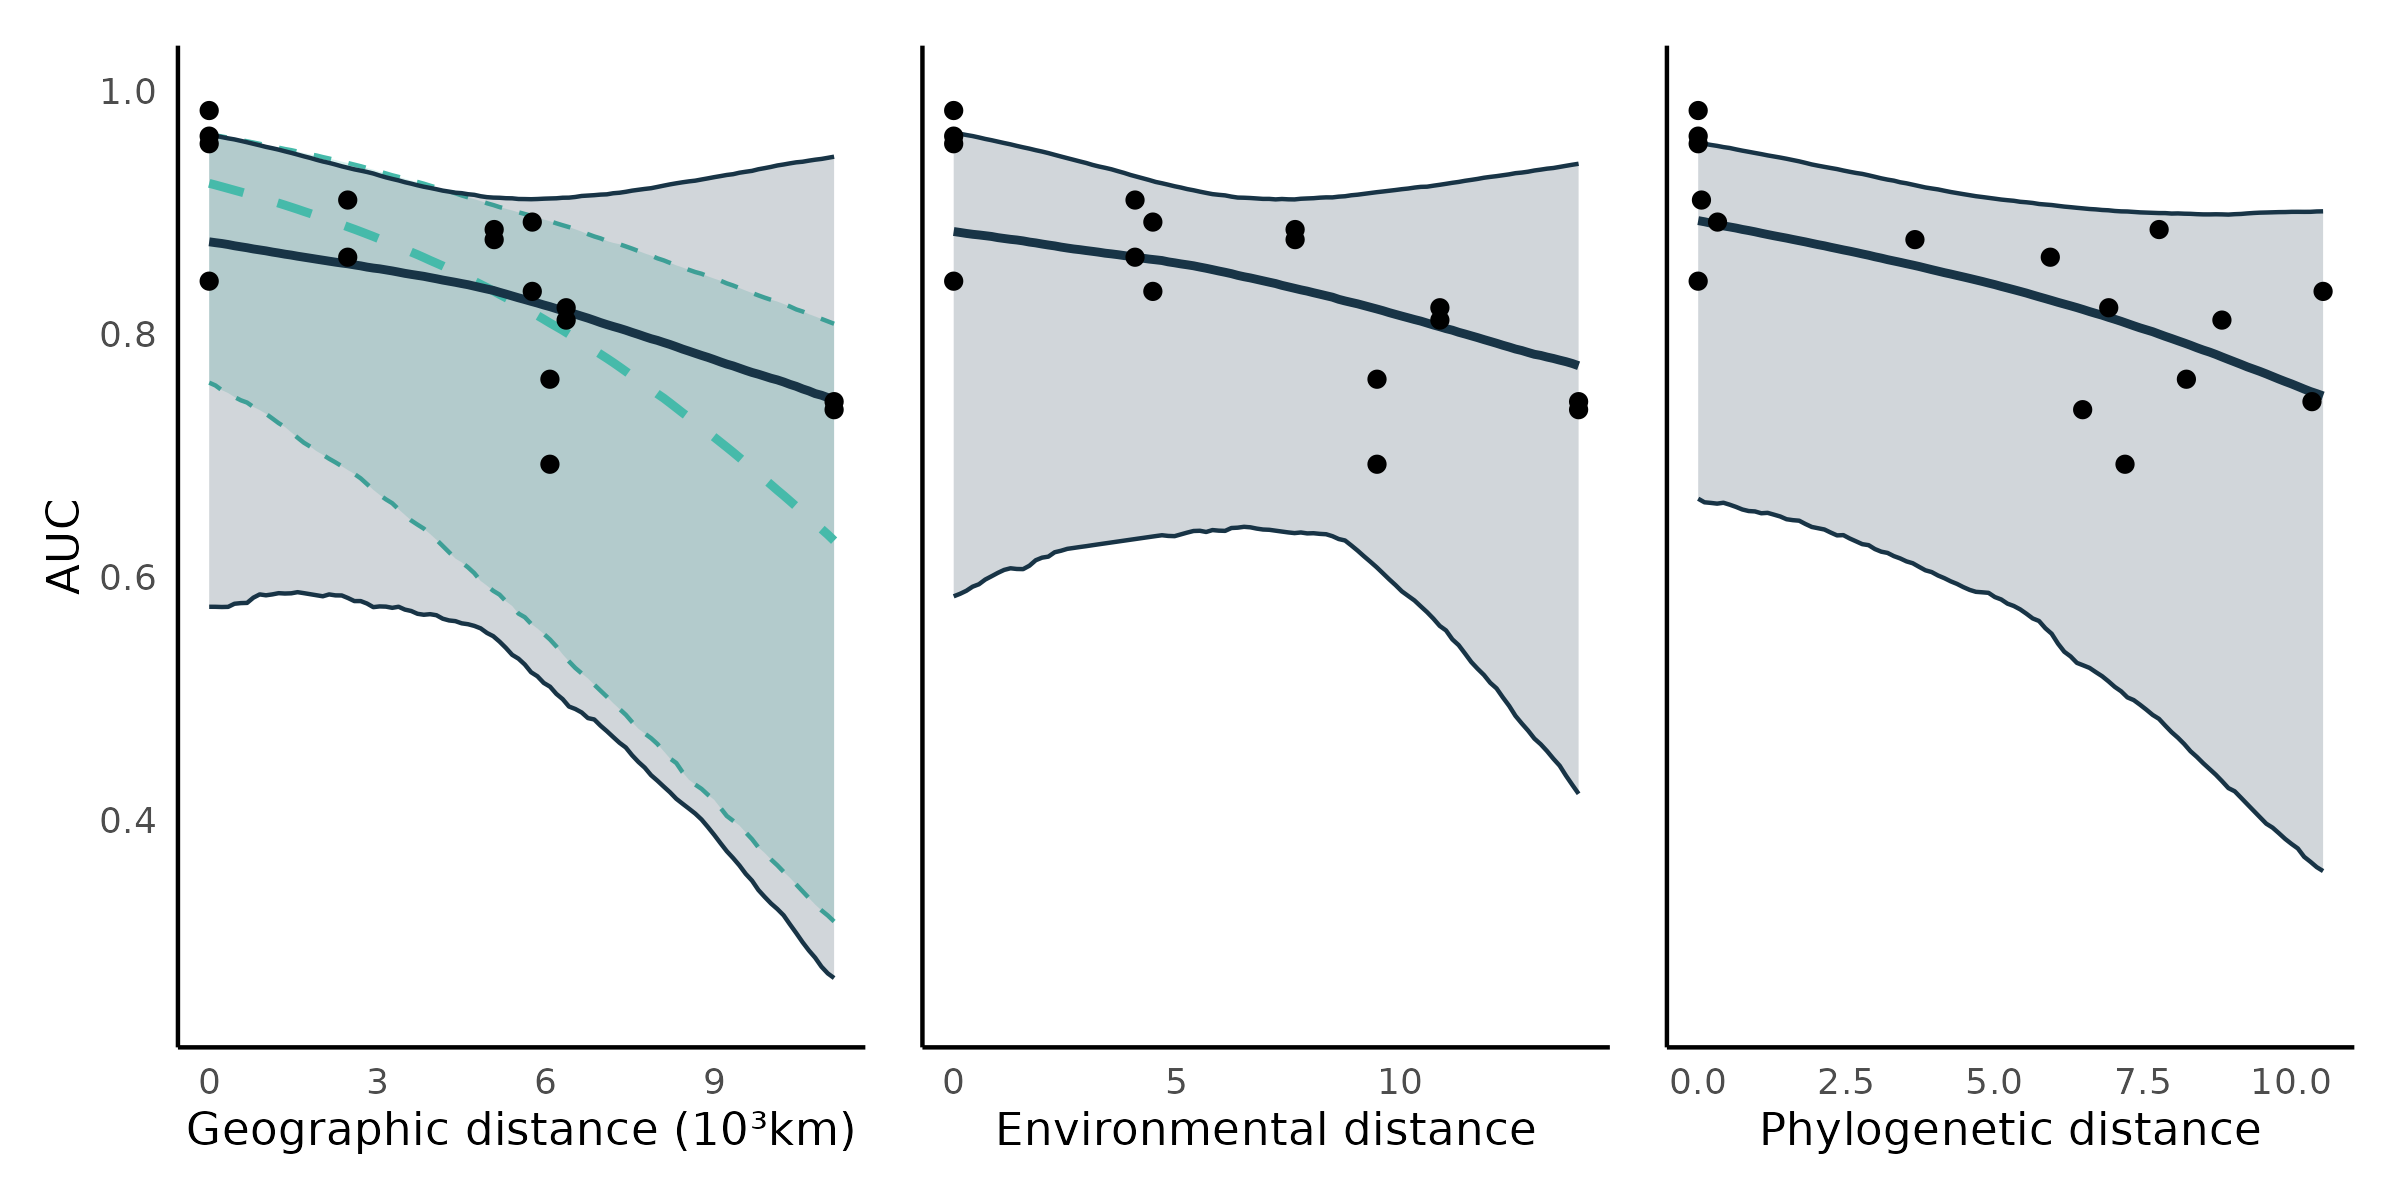 AUC
1.0
0.8
0.6
0.4
0 3 6 9
Geographic distance (10³km)
0 5 10
Environmental distance
0.0 2.5 5.0 7.5 10.0
Phylogenetic distance